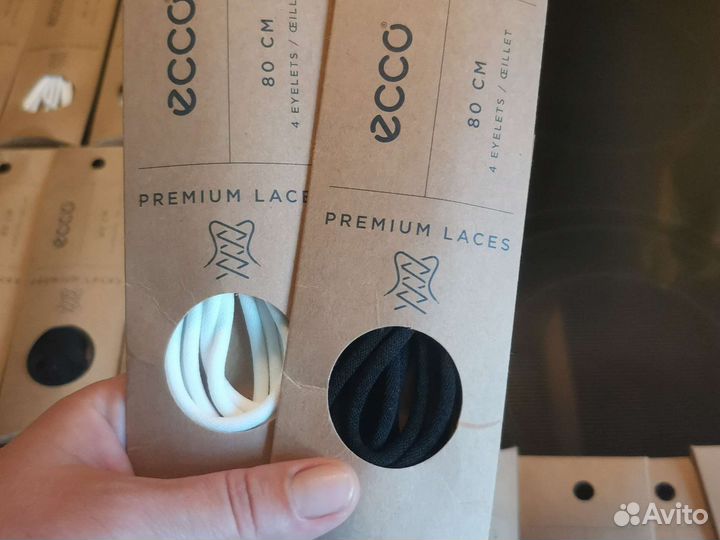 ecco
80 CM
4 EYELETS / ŒILLET
PREMIUM LACES
ecco
80 CM
4 EYELETS / ŒILLET
PREMIUM LACES
ecco
Avito